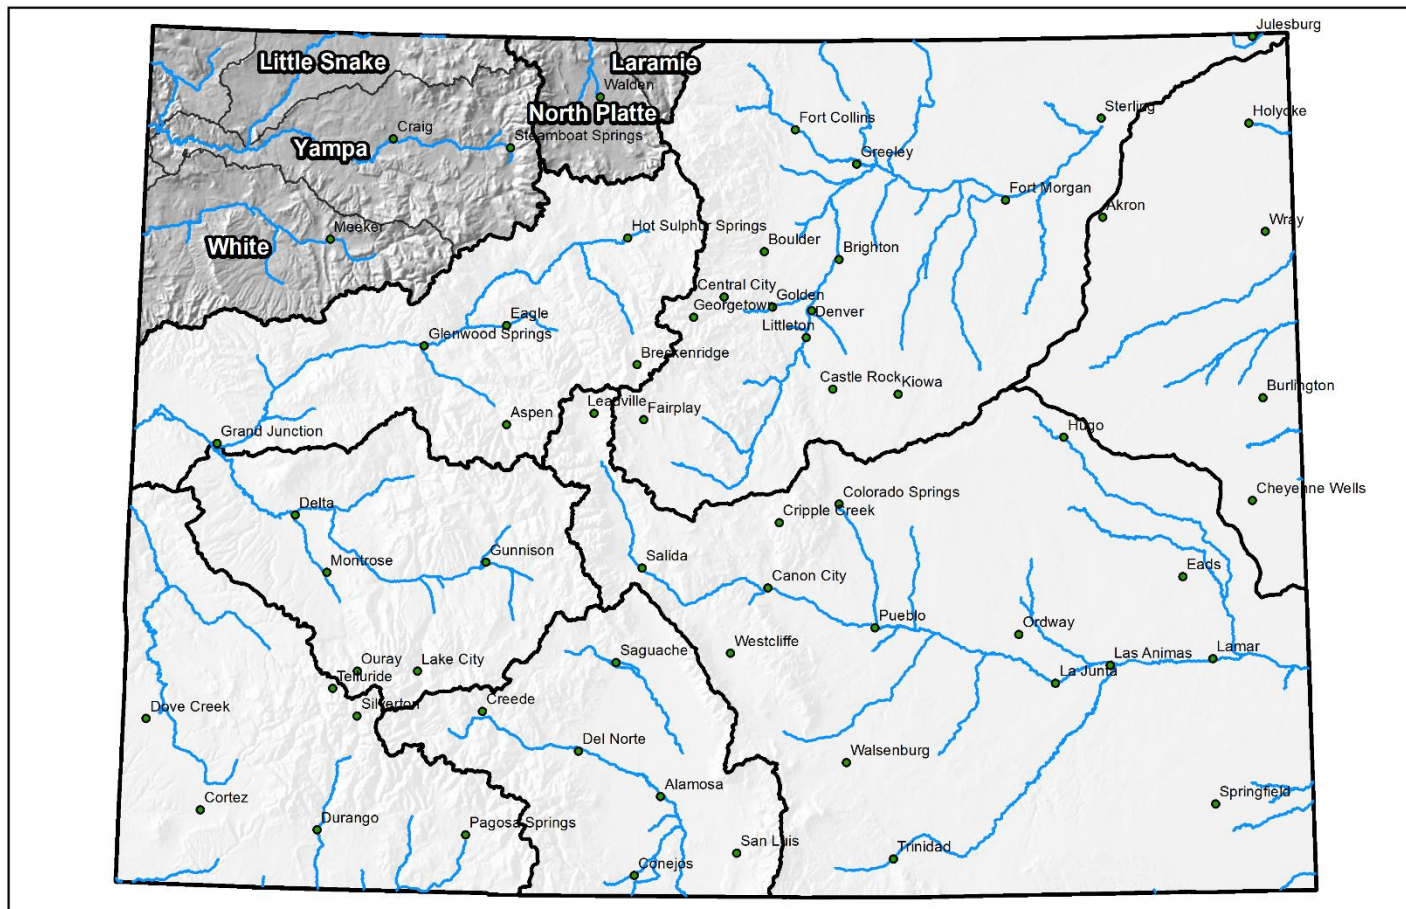 Julesburg
Little Snake
Laramie
Walden
North Platte
Sterling
Holyoke
Fort Collins
Craig
Steamboat Springs
Yampa
Greeley
Fort Morgan
Akron
Wray
Meeker
Hot Sulphur Springs
White
Boulder
Brighton
Central City
Golden
Georgetown
Denver
Eagle
Littleton
Glenwood Springs
Breckenridge
Castle Rock
Kiowa
Burlington
Leadville
Fairplay
Aspen
Hugo
Grand Junction
Cheyenne Wells
Colorado Springs
Delta
Cripple Creek
Gunnison
Salida
Montrose
Eads
Canon City
Pueblo
Ordway
Westcliffe
Saguache
Lamar
Las Animas
Ouray
Lake City
La Junta
Telluride
Creede
Silverton
Dove Creek
Del Norte
Walsenburg
Alamosa
Springfield
Cortez
Durango
Pagosa Springs
San Luis
Trinidad
Conejos